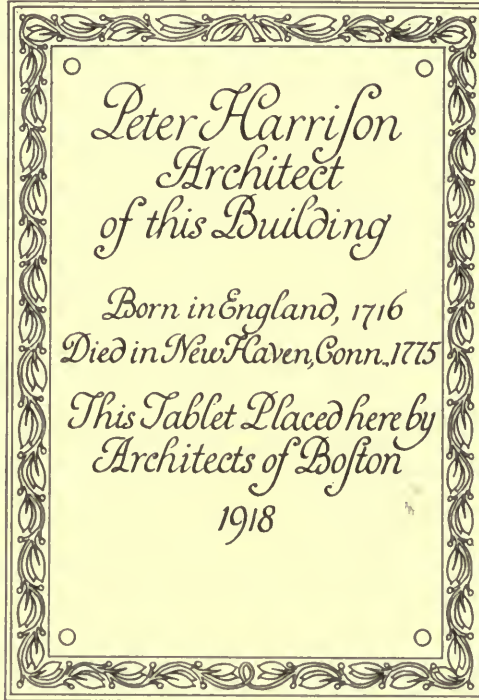 Peter Harriſon
Architect
of this Building
Born in England, 1716
Died in New Haven, Conn., 1775
This Tablet Placed here by
Architects of Boſton
1918